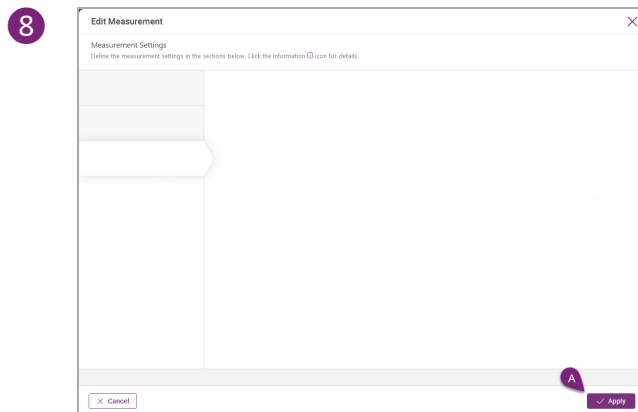 8
Edit Measurement
Measurement Settings
Define the measurement settings in the sections below. Click the information ⓘ icon for details.
A
Cancel
Apply